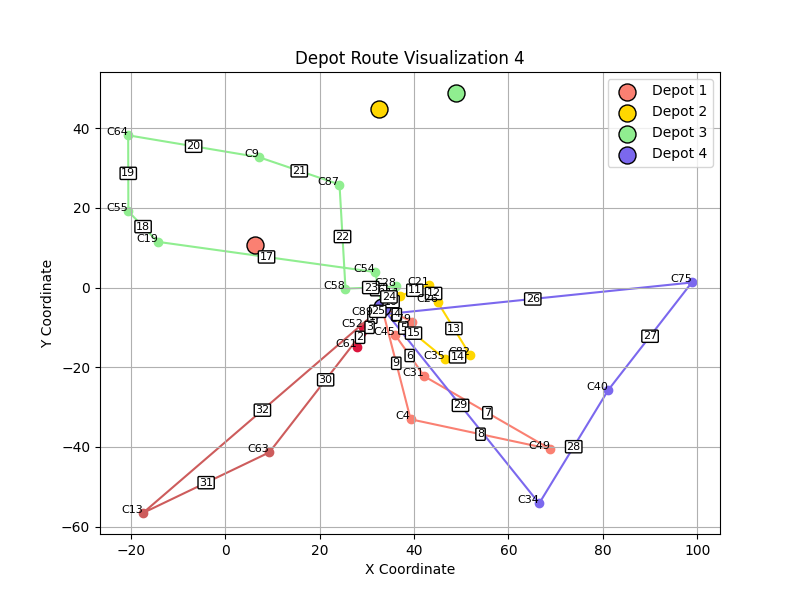 Depot Route Visualization 4
Depot 1
Depot 2
Depot 3
Depot 4
Y Coordinate
40
20
0
−20
−40
−60
−20
0
20
40
60
80
100
X Coordinate
C64
20
C9
21
C87
19
C55
18
C19
17
22
C54
C58
23
C28
24
C21
11
12
C26
26
C75
25
13
C52
3
2
C61
C45
15
C35
14
6
9
C31
30
27
C40
29
7
32
C4
8
C49
28
C63
31
C34
C13